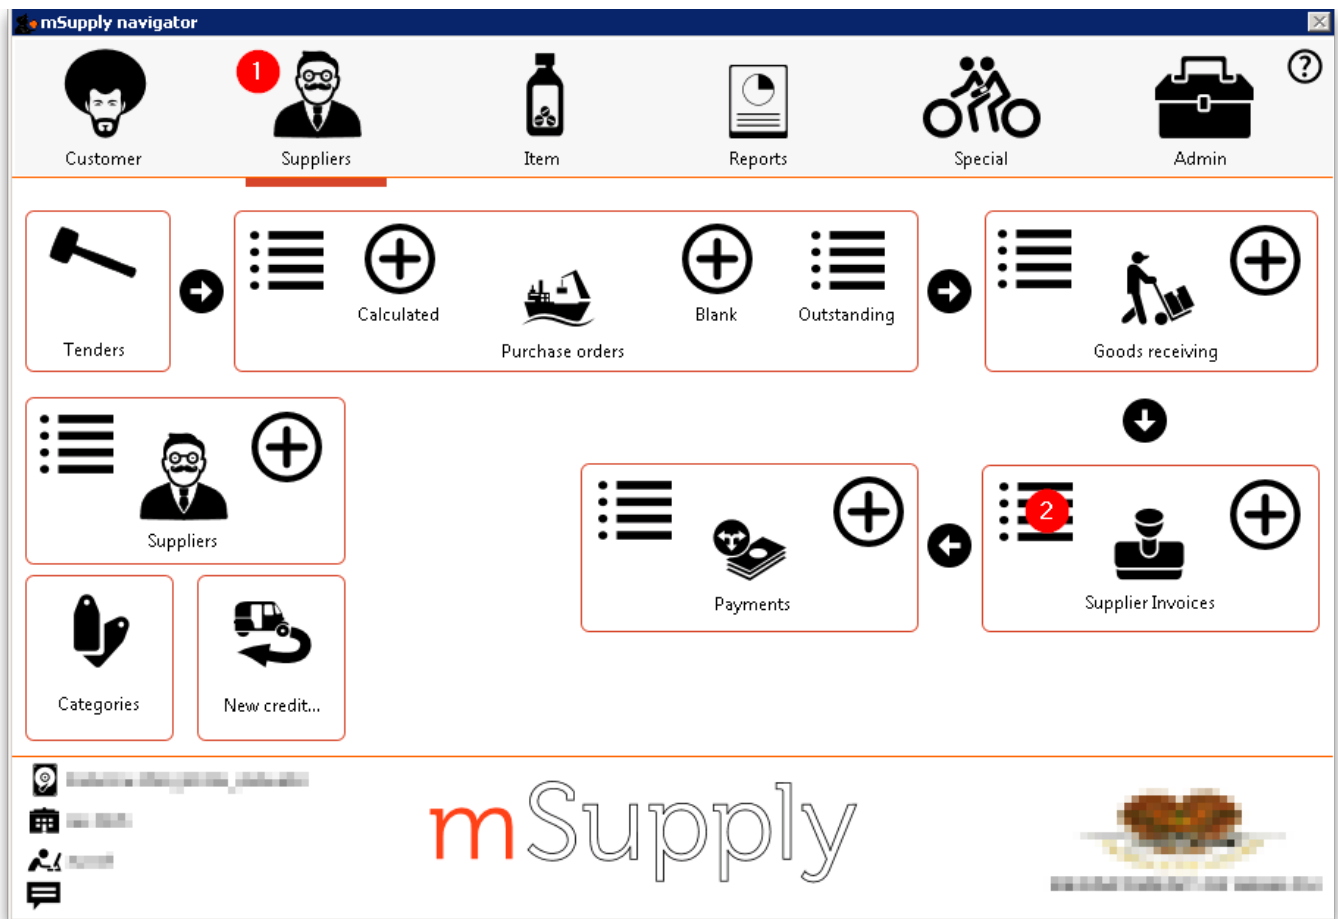 mSupply navigator
1
?
Customer
Suppliers
Item
Reports
Special
Admin
Calculated
Blank
Outstanding
Tenders
Purchase orders
Goods receiving
2
Suppliers
Payments
Supplier Invoices
Categories
New credit...
mSupply